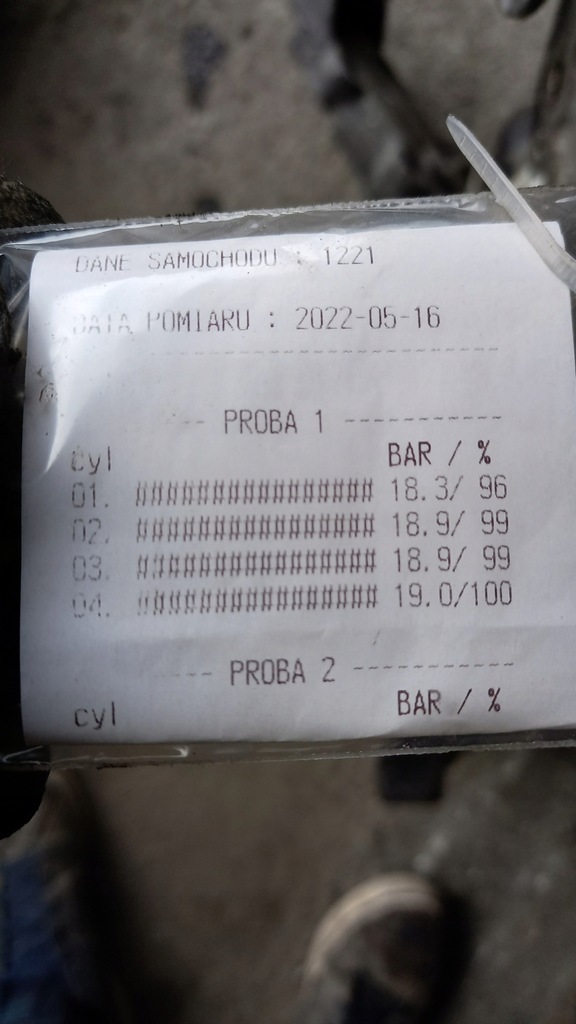 DANE SAMOCHODU : 1221
DATA POMIARU : 2022-05-16
-----------------------------
--- PROBA 1 -----------
cyl BAR / %
01. ################ 18.3/ 96
02. ################ 18.9/ 99
03. ################ 18.9/ 99
04. ################ 19.0/100
---- PROBA 2 -----------
cyl BAR / %